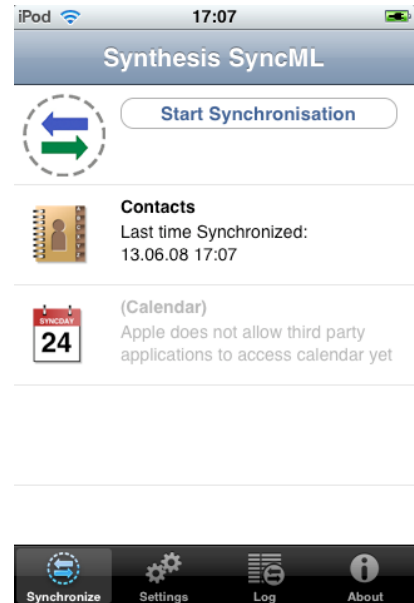 iPod 17:07
Synthesis SyncML
Start Synchronisation
Contacts
Last time Synchronized:
13.06.08 17:07
SYNCDAY
24
(Calendar)
Apple does not allow third party
applications to access calendar yet
Synchronize Settings Log About